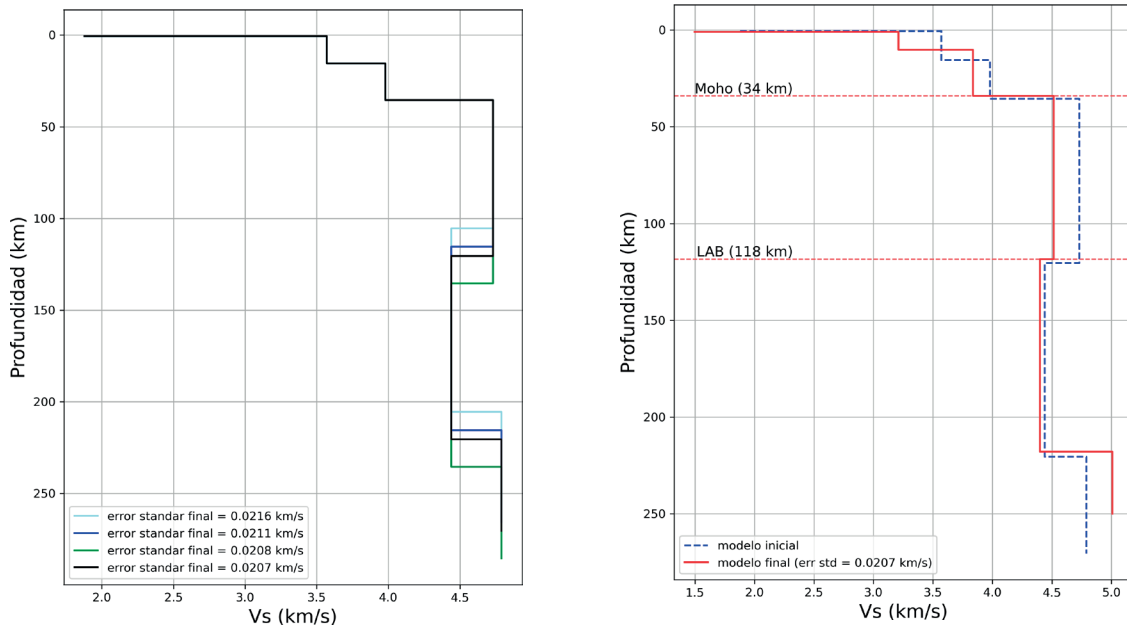 0
50
100
150
200
250
Profundidad (km)
error standar final = 0.0216 km/s
error standar final = 0.0211 km/s
error standar final = 0.0208 km/s
error standar final = 0.0207 km/s
2.0 2.5 3.0 3.5 4.0 4.5
Vs (km/s)
0
50
100
150
200
250
Profundidad (km)
Moho (34 km)
LAB (118 km)
modelo inicial
modelo final (err std = 0.0207 km/s)
1.5 2.0 2.5 3.0 3.5 4.0 4.5 5.0
Vs (km/s)